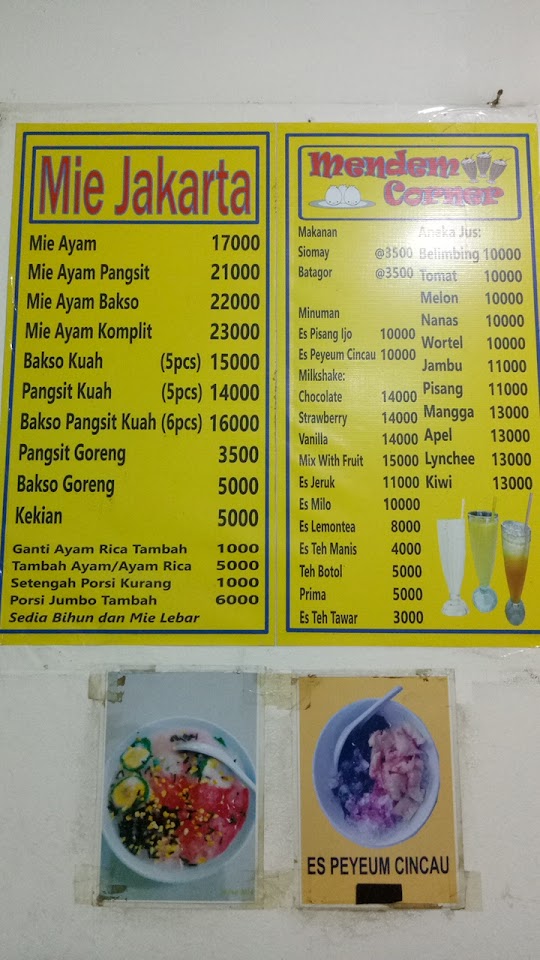 Mie Jakarta
Mie Ayam 17000
Mie Ayam Pangsit 21000
Mie Ayam Bakso 22000
Mie Ayam Komplit 23000
Bakso Kuah (5pcs) 15000
Pangsit Kuah (5pcs) 14000
Bakso Pangsit Kuah (6pcs) 16000
Pangsit Goreng 3500
Bakso Goreng 5000
Kekian 5000
Ganti Ayam Rica Tambah 1000
Tambah Ayam/Ayam Rica 5000
Setengah Porsi Kurang 1000
Porsi Jumbo Tambah 6000
Sedia Bihun dan Mie Lebar
Mendem
Corner
Makanan
Siomay @3500
Batagor @3500
Minuman
Es Pisang Ijo 10000
Es Peyeum Cincau 10000
Milkshake:
Chocolate 14000
Strawberry 14000
Vanilla 14000
Mix With Fruit 15000
Es Jeruk 11000
Es Milo 10000
Es Lemontea 8000
Es Teh Manis 4000
Teh Botol 5000
Prima 5000
Es Teh Tawar 3000
Aneka Jus:
Belimbing 10000
Tomat 10000
Melon 10000
Nanas 10000
Wortel 10000
Jambu 11000
Pisang 11000
Mangga 13000
Apel 13000
Lynchee 13000
Kiwi 13000
ES PEYEUM CINCAU